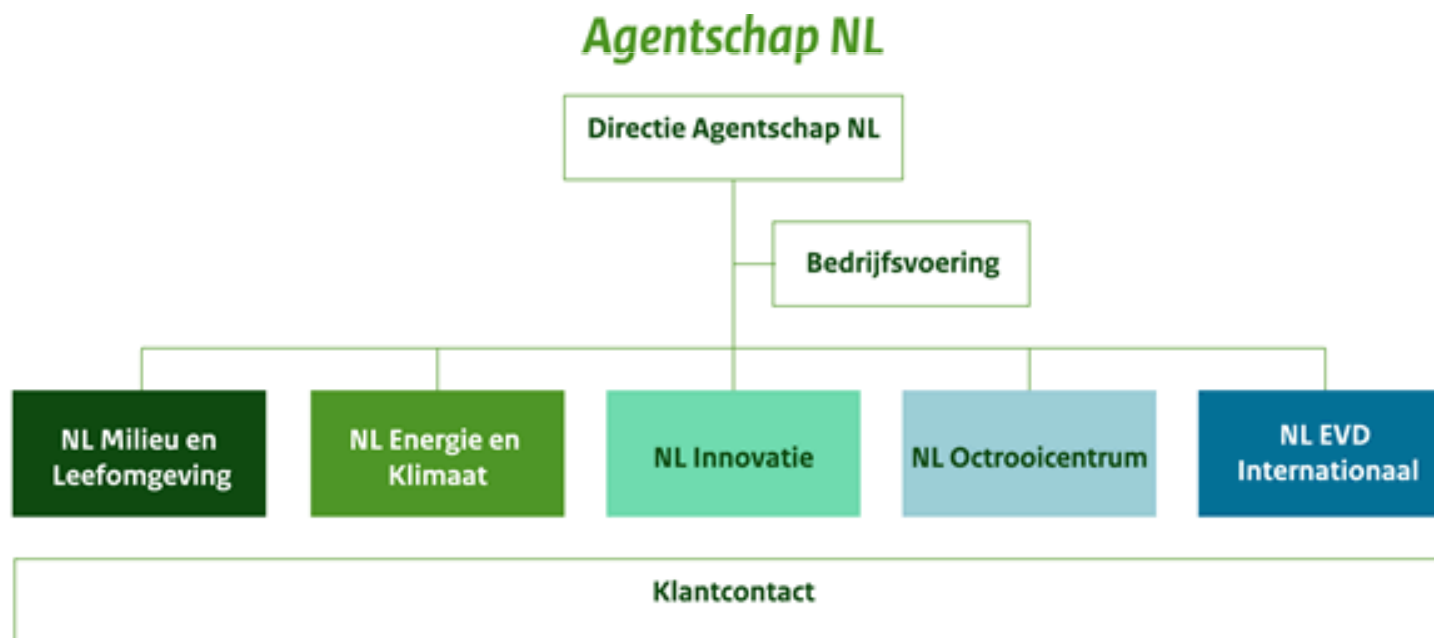 Agentschap NL
Directie Agentschap NL
Bedrijfsvoering
NL Milieu en
Leefomgeving
NL Energie en
Klimaat
NL Innovatie
NL Octrooicentrum
NL EVD
Internationaal
Klantcontact